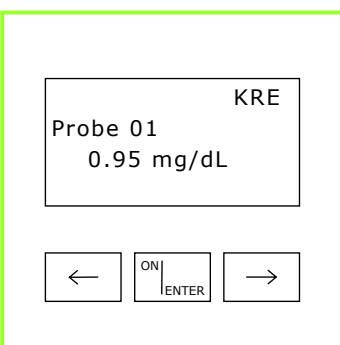 KRE
Probe 01
0.95 mg/dL
← ON ENTER →